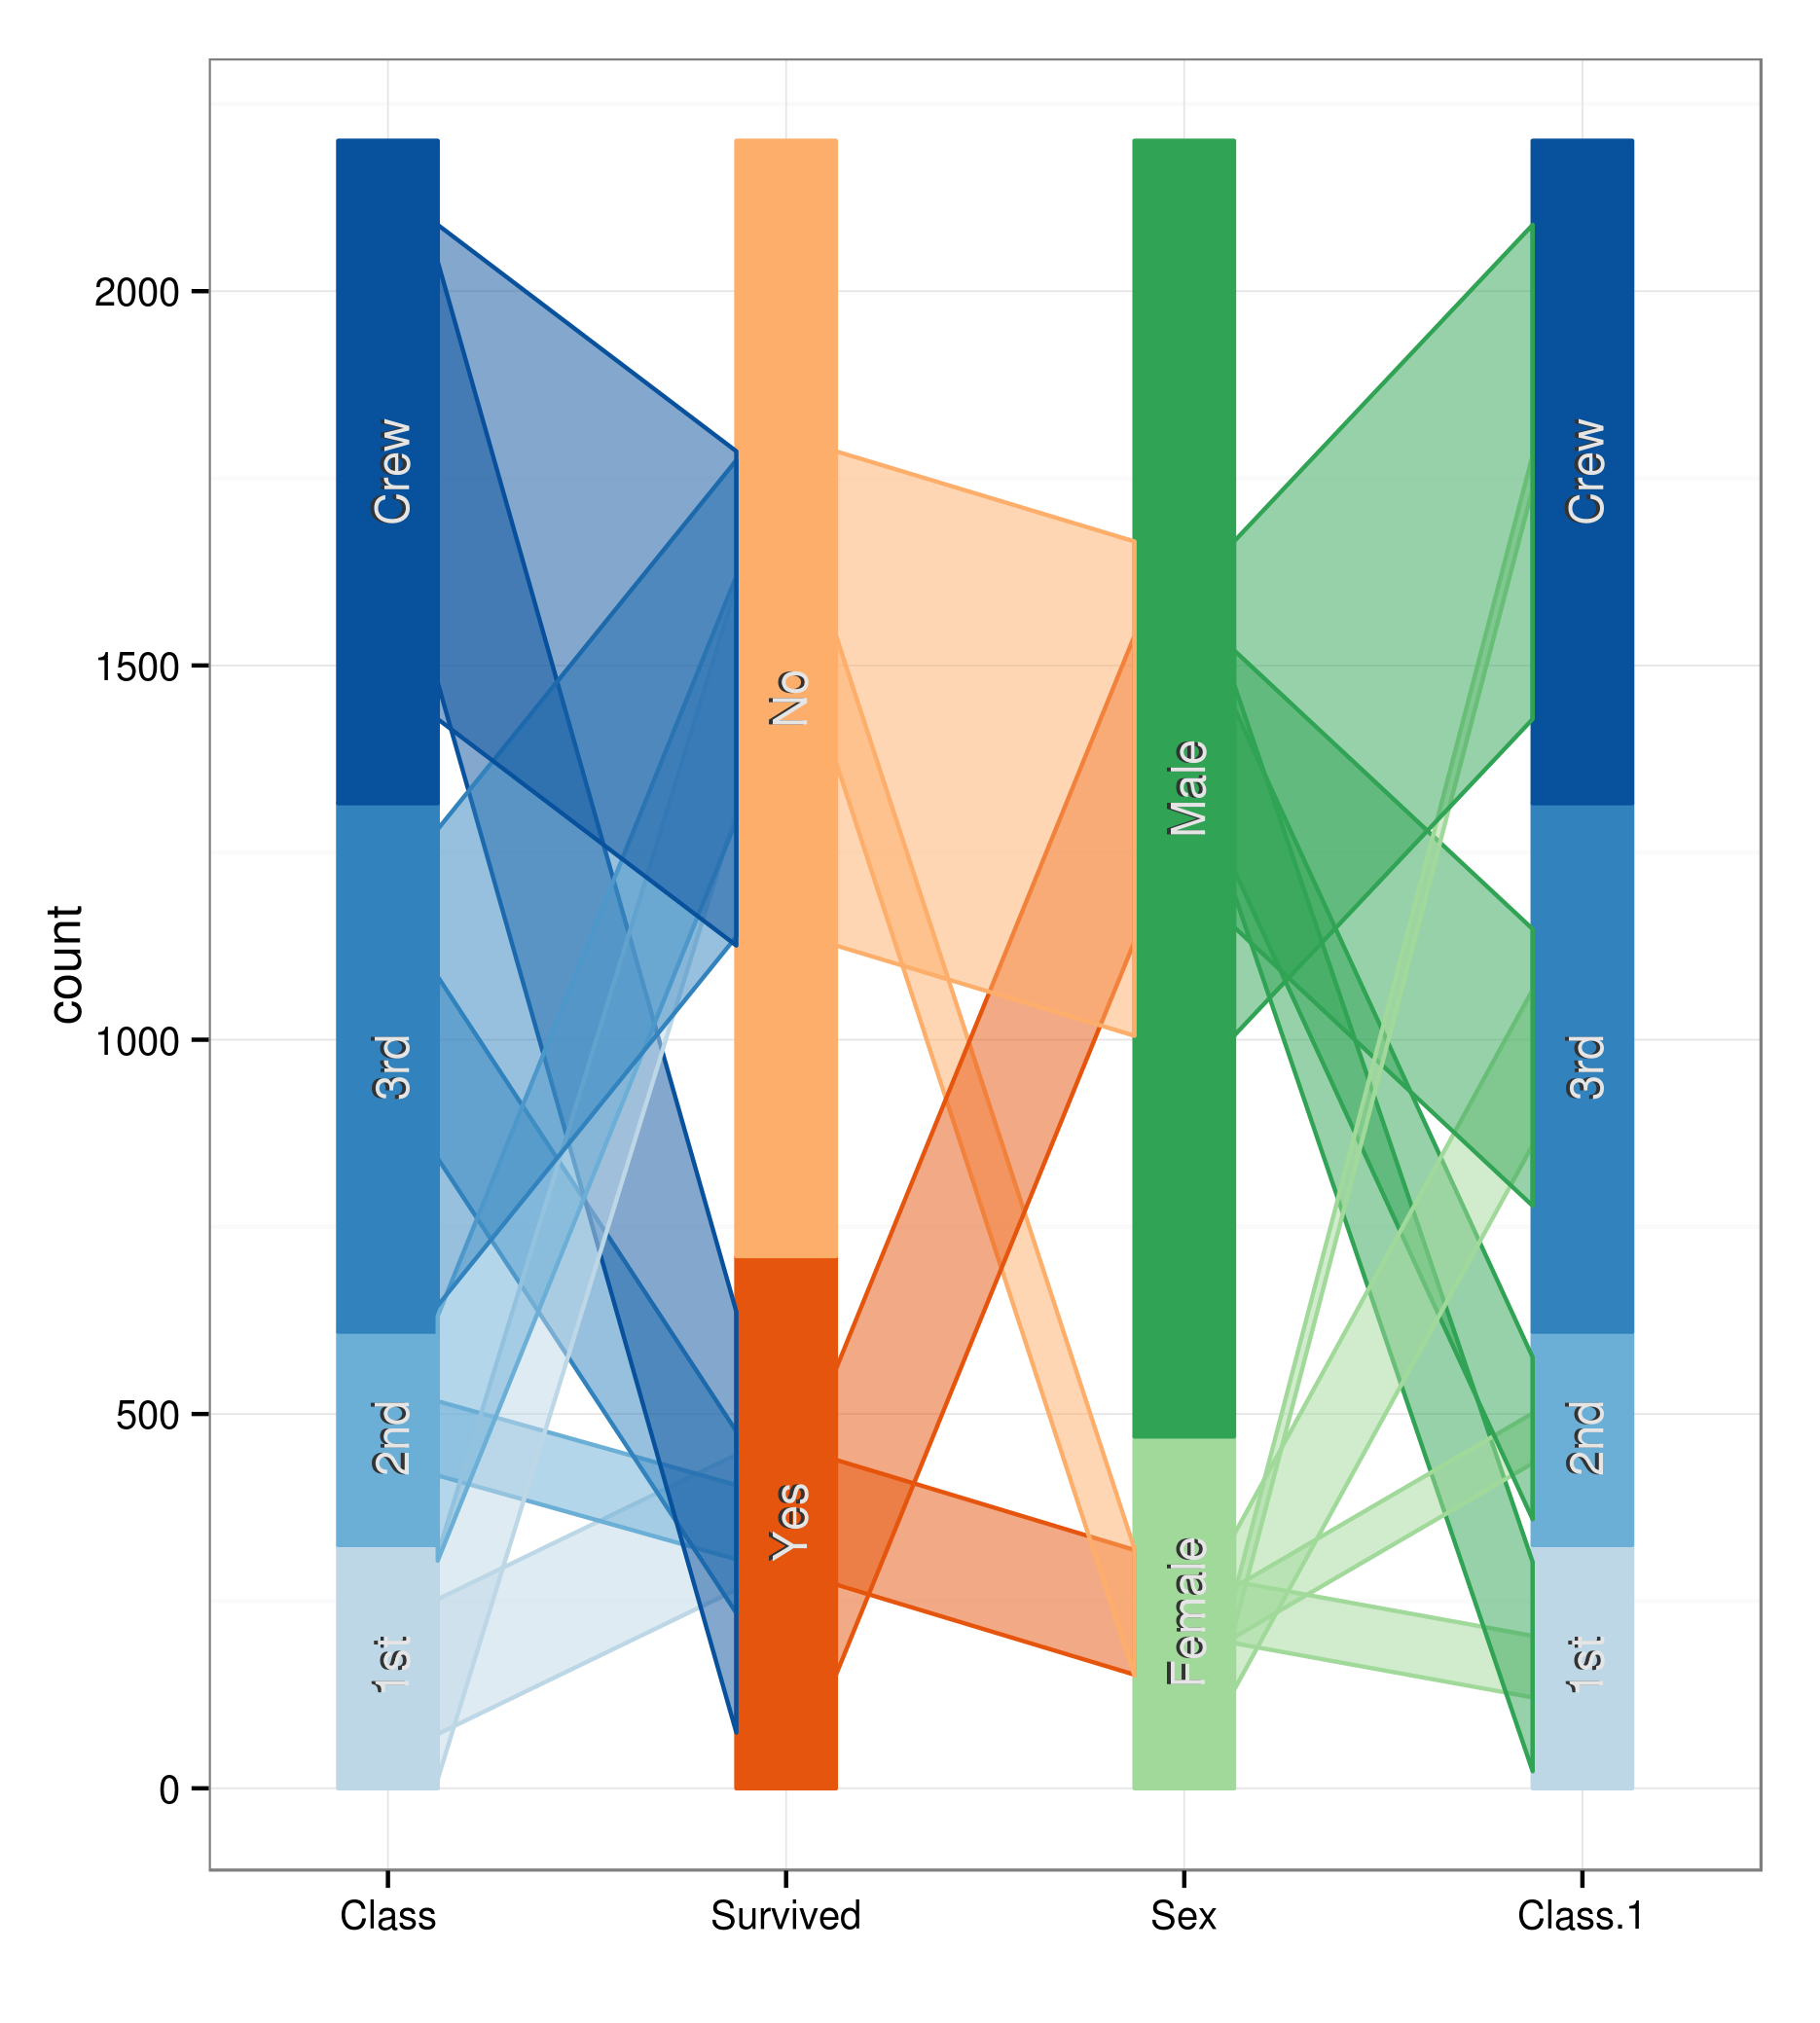 count
2000
1500
1000
500
0
Crew
3rd
2nd
1st
No
Yes
Male
Female
Crew
3rd
2nd
1st
Class
Survived
Sex
Class.1